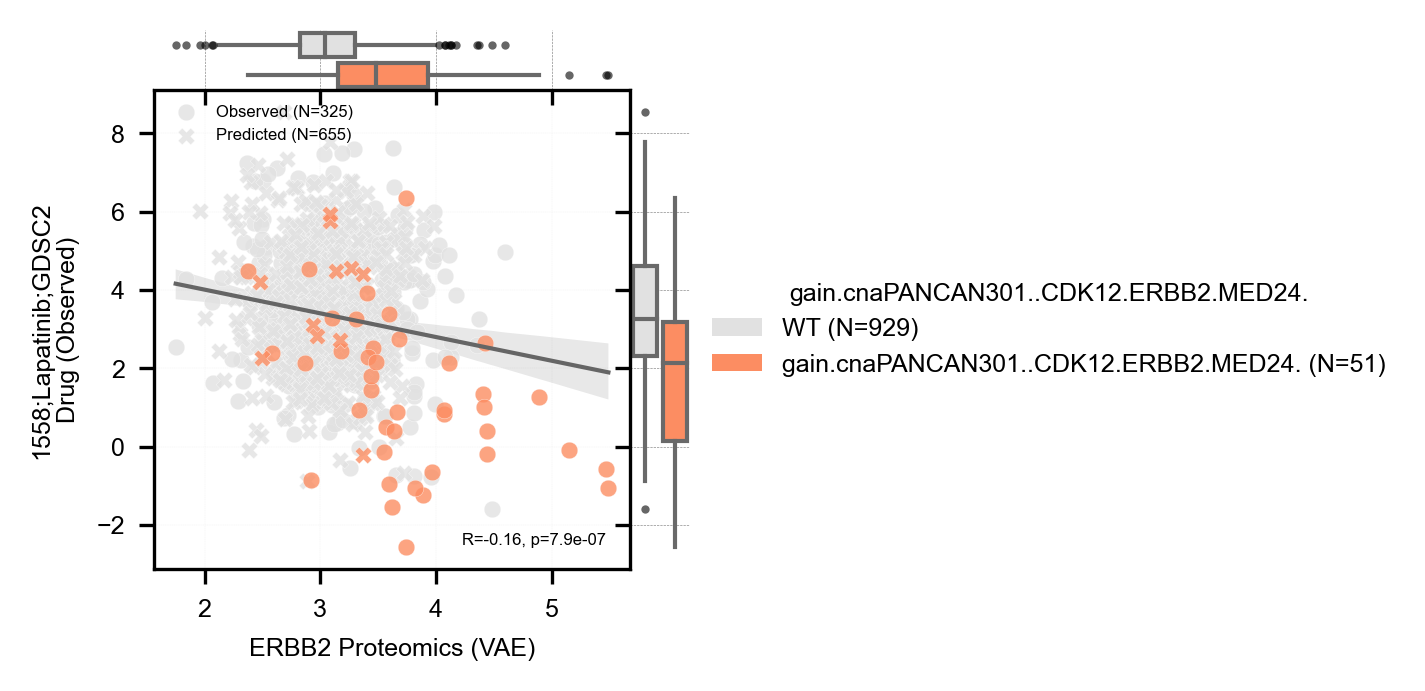 Observed (N=325)
Predicted (N=655)
8
6
4
2
0
−2
1558;Lapatinib;GDSC2
Drug (Observed)
R=-0.16, p=7.9e-07
2
3
4
5
ERBB2 Proteomics (VAE)
gain.cnaPANCAN301..CDK12.ERBB2.MED24.
WT (N=929)
gain.cnaPANCAN301..CDK12.ERBB2.MED24. (N=51)